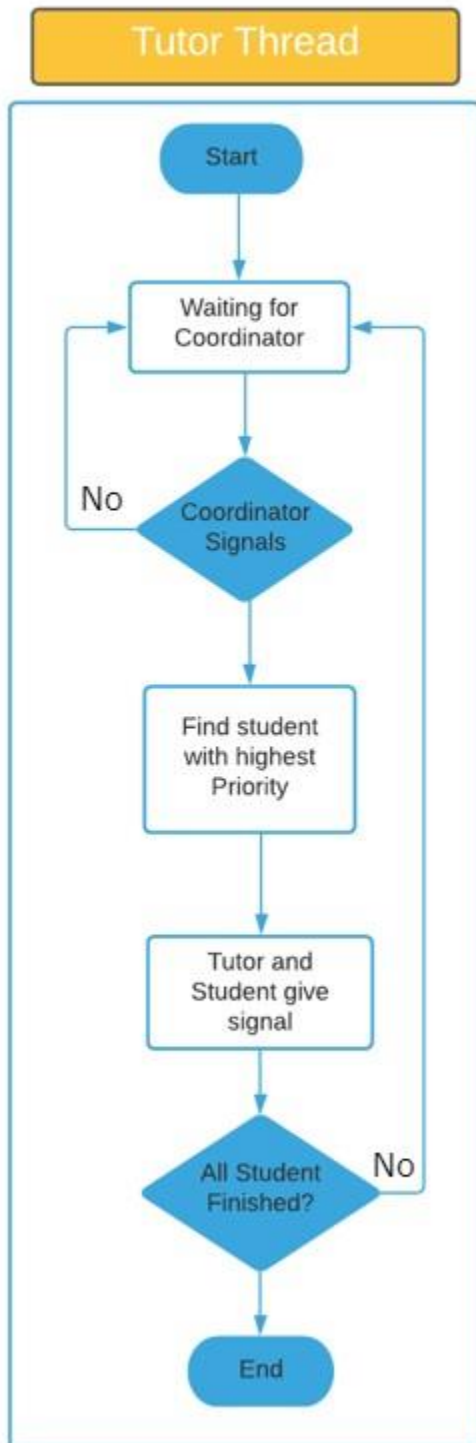 Tutor Thread
Start
Waiting for
Coordinator
No
Coordinator
Signals
Find student
with highest
Priority
Tutor and
Student give
signal
All Student
Finished?
No
End